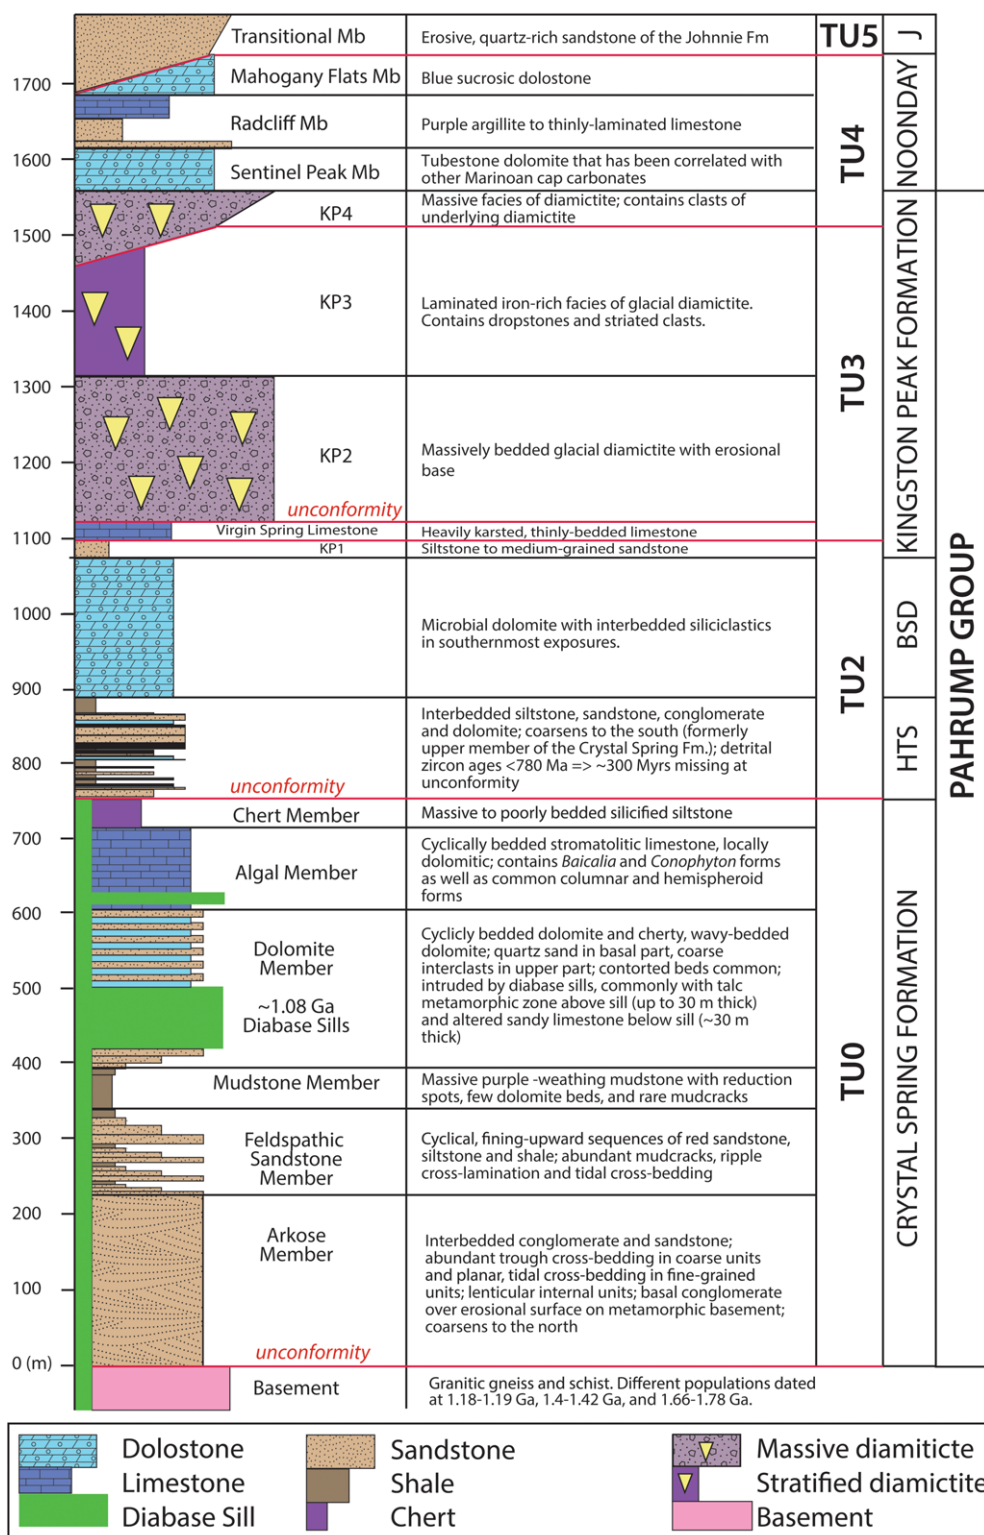 Transitional Mb
Erosive, quartz-rich sandstone of the Johnnie Fm
TU5
J
1700
Mahogany Flats Mb
Blue sucrosic dolostone
Radcliff Mb
Purple argillite to thinly-laminated limestone
TU4
NOONDAY
1600
Sentinel Peak Mb
Tubestone dolomite that has been correlated with
other Marinoan cap carbonates
KP4
Massive facies of diamictite; contains clasts of
underlying diamictite
1500
KP3
Laminated iron-rich facies of glacial diamictite.
Contains dropstones and striated clasts.
1400
TU3
KINGSTON PEAK FORMATION
1300
KP2
Massively bedded glacial diamictite with erosional
base
1200
unconformity
Virgin Spring Limestone
Heavily karsted, thinly-bedded limestone
1100
KP1
Siltstone to medium-grained sandstone
PAHRUMP GROUP
1000
Microbial dolomite with interbedded siliciclastics
in southernmost exposures.
BSD
900
TU2
Interbedded siltstone, sandstone, conglomerate
and dolomite; coarsens to the south (formerly
upper member of the Crystal Spring Fm.); detrital
zircon ages <780 Ma => ~300 Myrs missing at
unconformity
HTS
800
unconformity
Chert Member
Massive to poorly bedded silicified siltstone
700
Algal Member
Cyclically bedded stromatolitic limestone, locally
dolomitic; contains Baicalia and Conophyton forms
as well as common columnar and hemispheroid
forms
600
Dolomite
Member
Cyclicly bedded dolomite and cherty, wavy-bedded
dolomite; quartz sand in basal part, coarse
interclasts in upper part; contorted beds common;
intruded by diabase sills, commonly with talc
metamorphic zone above sill (up to 30 m thick)
and altered sandy limestone below sill (~30 m
thick)
500
~1.08 Ga
Diabase Sills
400
TU0
CRYSTAL SPRING FORMATION
Mudstone Member
Massive purple -weathing mudstone with reduction
spots, few dolomite beds, and rare mudcracks
300
Feldspathic
Sandstone
Member
Cyclical, fining-upward sequences of red sandstone,
siltstone and shale; abundant mudcracks, ripple
cross-lamination and tidal cross-bedding
200
Arkose
Member
Interbedded conglomerate and sandstone;
abundant trough cross-bedding in coarse units
and planar, tidal cross-bedding in fine-grained
units; lenticular internal units; basal conglomerate
over erosional surface on metamorphic basement;
coarsens to the north
100
unconformity
0 (m)
Basement
Granitic gneiss and schist. Different populations dated
at 1.18-1.19 Ga, 1.4-1.42 Ga, and 1.66-1.78 Ga.
Dolostone
Limestone
Diabase Sill
Sandstone
Shale
Chert
Massive diamiticte
Stratified diamictite
Basement